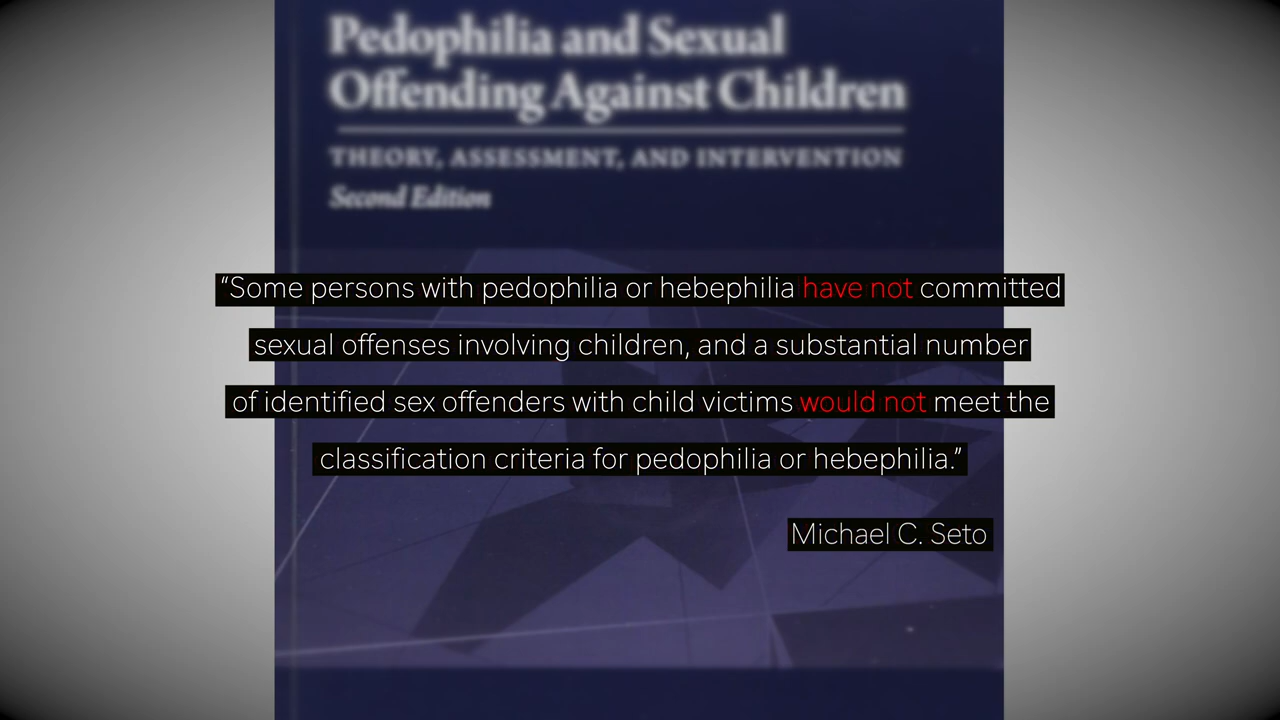 Pedophilia and Sexual
Offending Against Children
THEORY, ASSESSMENT, AND INTERVENTION
Second Edition
“Some persons with pedophilia or hebephilia have not committed
sexual offenses involving children, and a substantial number
of identified sex offenders with child victims would not meet the
classification criteria for pedophilia or hebephilia.”
Michael C. Seto